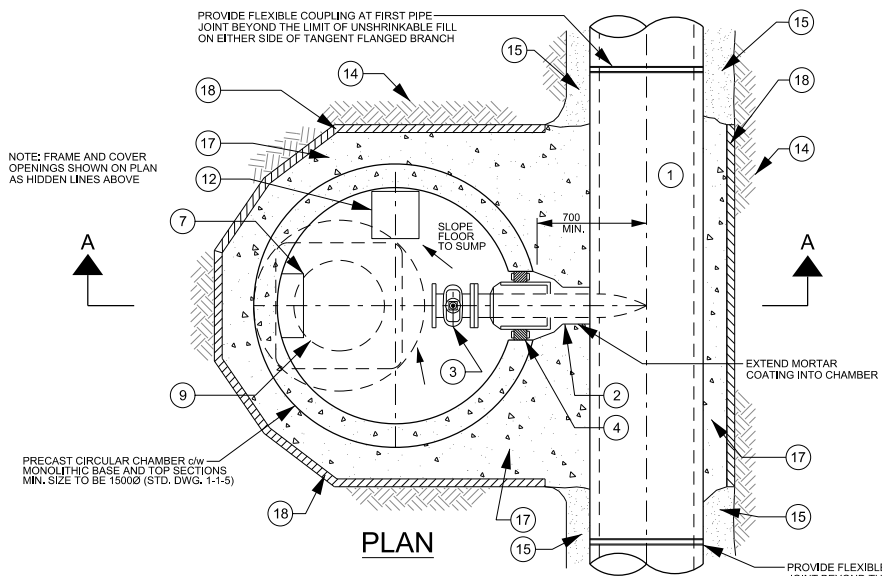 PROVIDE FLEXIBLE COUPLING AT FIRST PIPE
JOINT BEYOND THE LIMIT OF UNSHRINKABLE FILL
ON EITHER SIDE OF TANGENT FLANGED BRANCH
15
15
14
18
18
17
14
12
1
NOTE: FRAME AND COVER
OPENINGS SHOWN ON PLAN
AS HIDDEN LINES ABOVE
7
SLOPE
FLOOR
TO SUMP
700
MIN.
A
A
3
2
4
EXTEND MORTAR
COATING INTO CHAMBER
9
PRECAST CIRCULAR CHAMBER c/w
MONOLITHIC BASE AND TOP SECTIONS
MIN. SIZE TO BE 1500Ø (STD. DWG. 1-1-5)
17
18
17
15
15
PLAN
PROVIDE FLEXIBLE